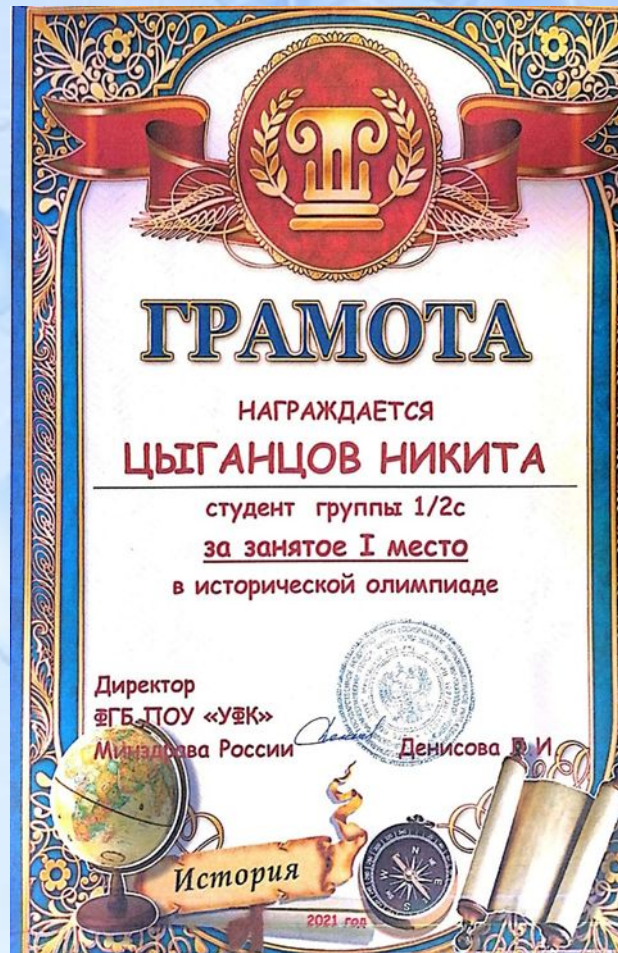 ГРАМОТА
НАГРАЖДАЕТСЯ
ЦЫГАНЦОВ НИКИТА
студент группы 1/2с
за занятое I место
в исторической олимпиаде
Директор
ФГБ ПОУ «УФК»
Минздрава России Денисова И
История
2021 год
N
E
S
W